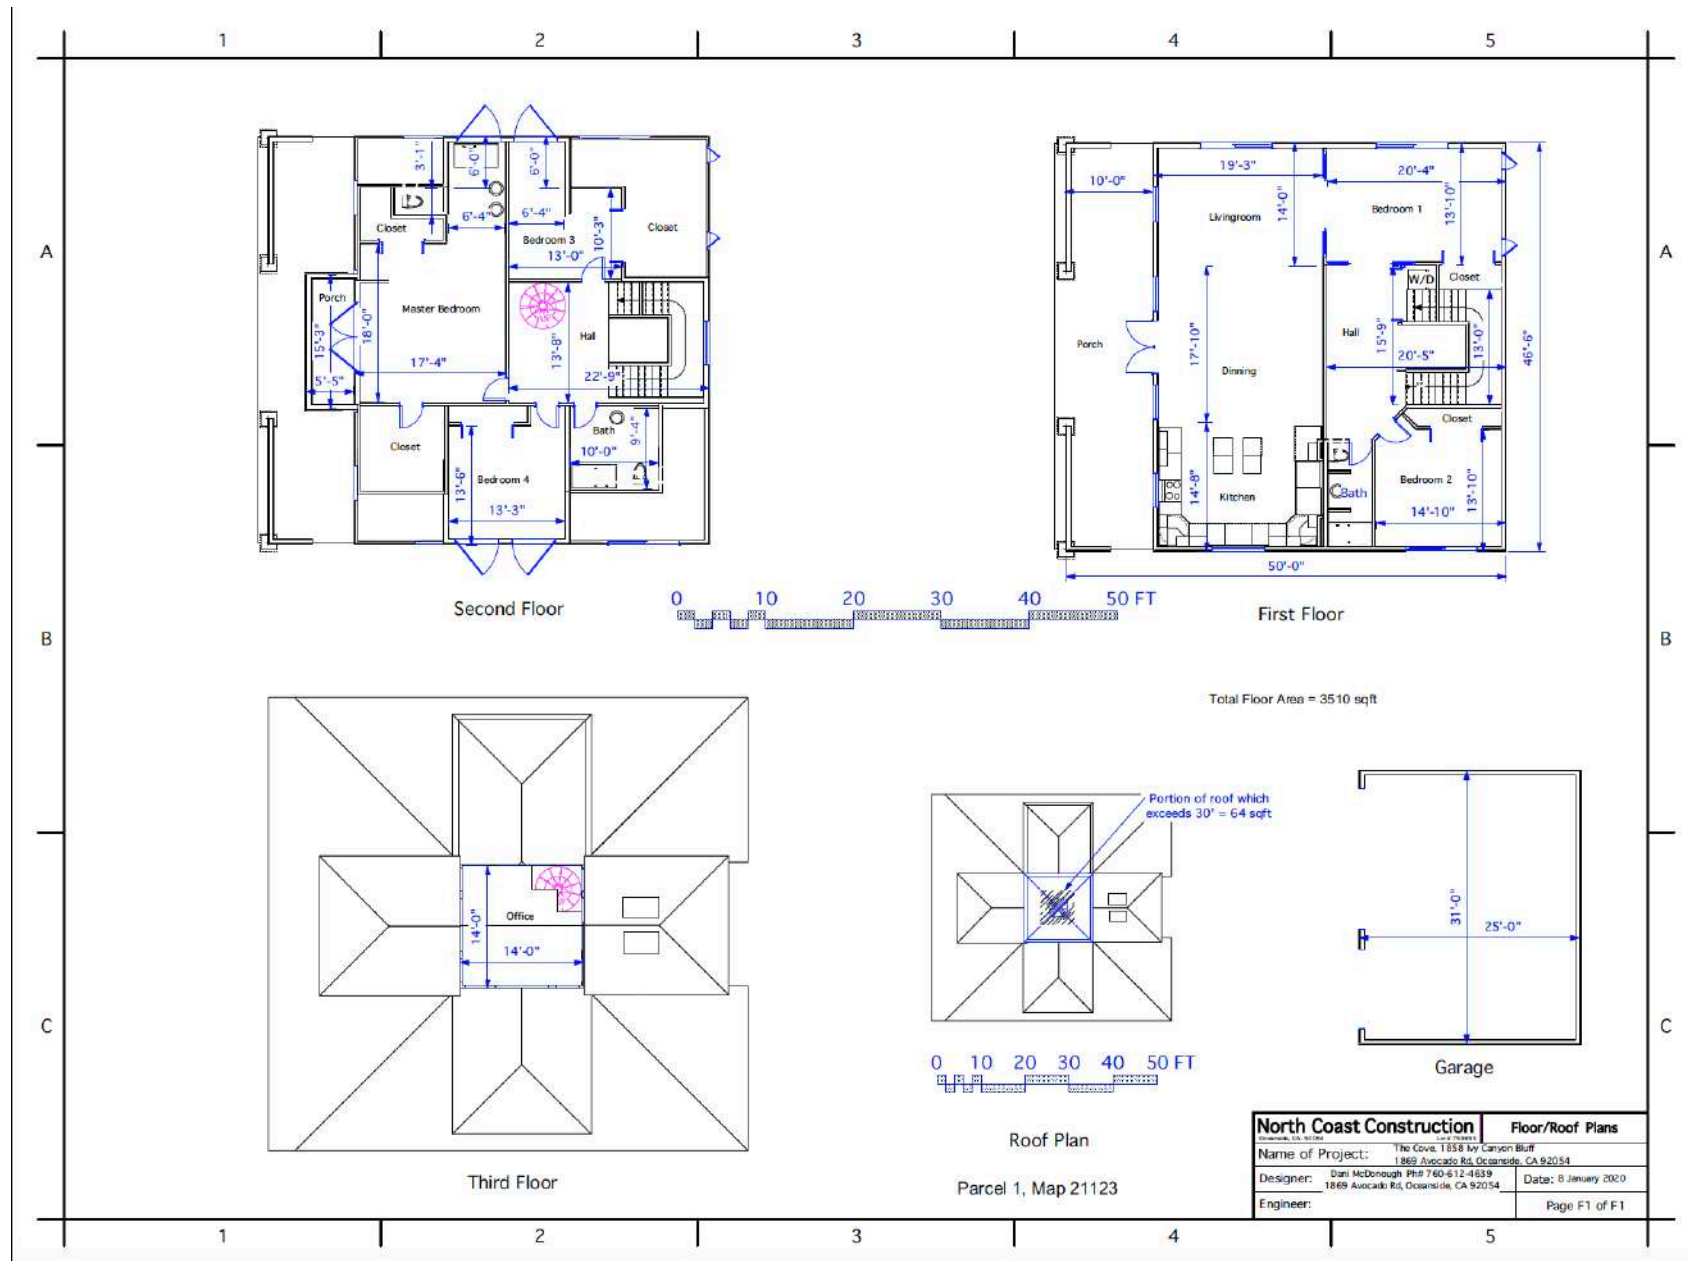 1 2 3 4 5
A A
B B
C C
1 2 3 4 5
3'-1"
6'-0"
6'-0"
6'-4"
6'-4"
Closet
Bedroom 3
13'-0"
10'-3"
Closet
Porch
Master Bedroom
18'-0"
15'-3"
5'-5"
17'-4"
Hall
13'-8"
22'-9"
Closet
Bedroom 4
13'-6"
13'-3"
Bath
9'-4"
10'-0"
Second Floor
10'-0"
19'-3"
20'-4"
Livingroom
14'-0"
Bedroom 1
13'-10"
W/D
Closet
Porch
17'-10"
Dinning
Hall
15'-9"
20'-5"
13'-0"
46'-6"
Closet
14'-8"
Kitchen
Bath
Bedroom 2
13'-10"
14'-10"
50'-0"
First Floor
0 10 20 30 40 50 FT
Total Floor Area = 3510 sqft
Office
14'-0"
14'-0"
Third Floor
Portion of roof which
exceeds 30' = 64 sqft
0 10 20 30 40 50 FT
Roof Plan
Parcel 1, Map 21123
31'-0"
25'-0"
Garage
North Coast Construction
Oceanside, CA. 92054
Floor/Roof Plans
Name of Project: The Cove, 1858 Ivy Canyon Bluff
1869 Avocado Rd, Oceanside, CA 92054
Designer: Dani McDonough Ph# 760-612-4639
1869 Avocado Rd, Oceanside, CA 92054
Date: 8 January 2020
Engineer:
Page F1 of F1